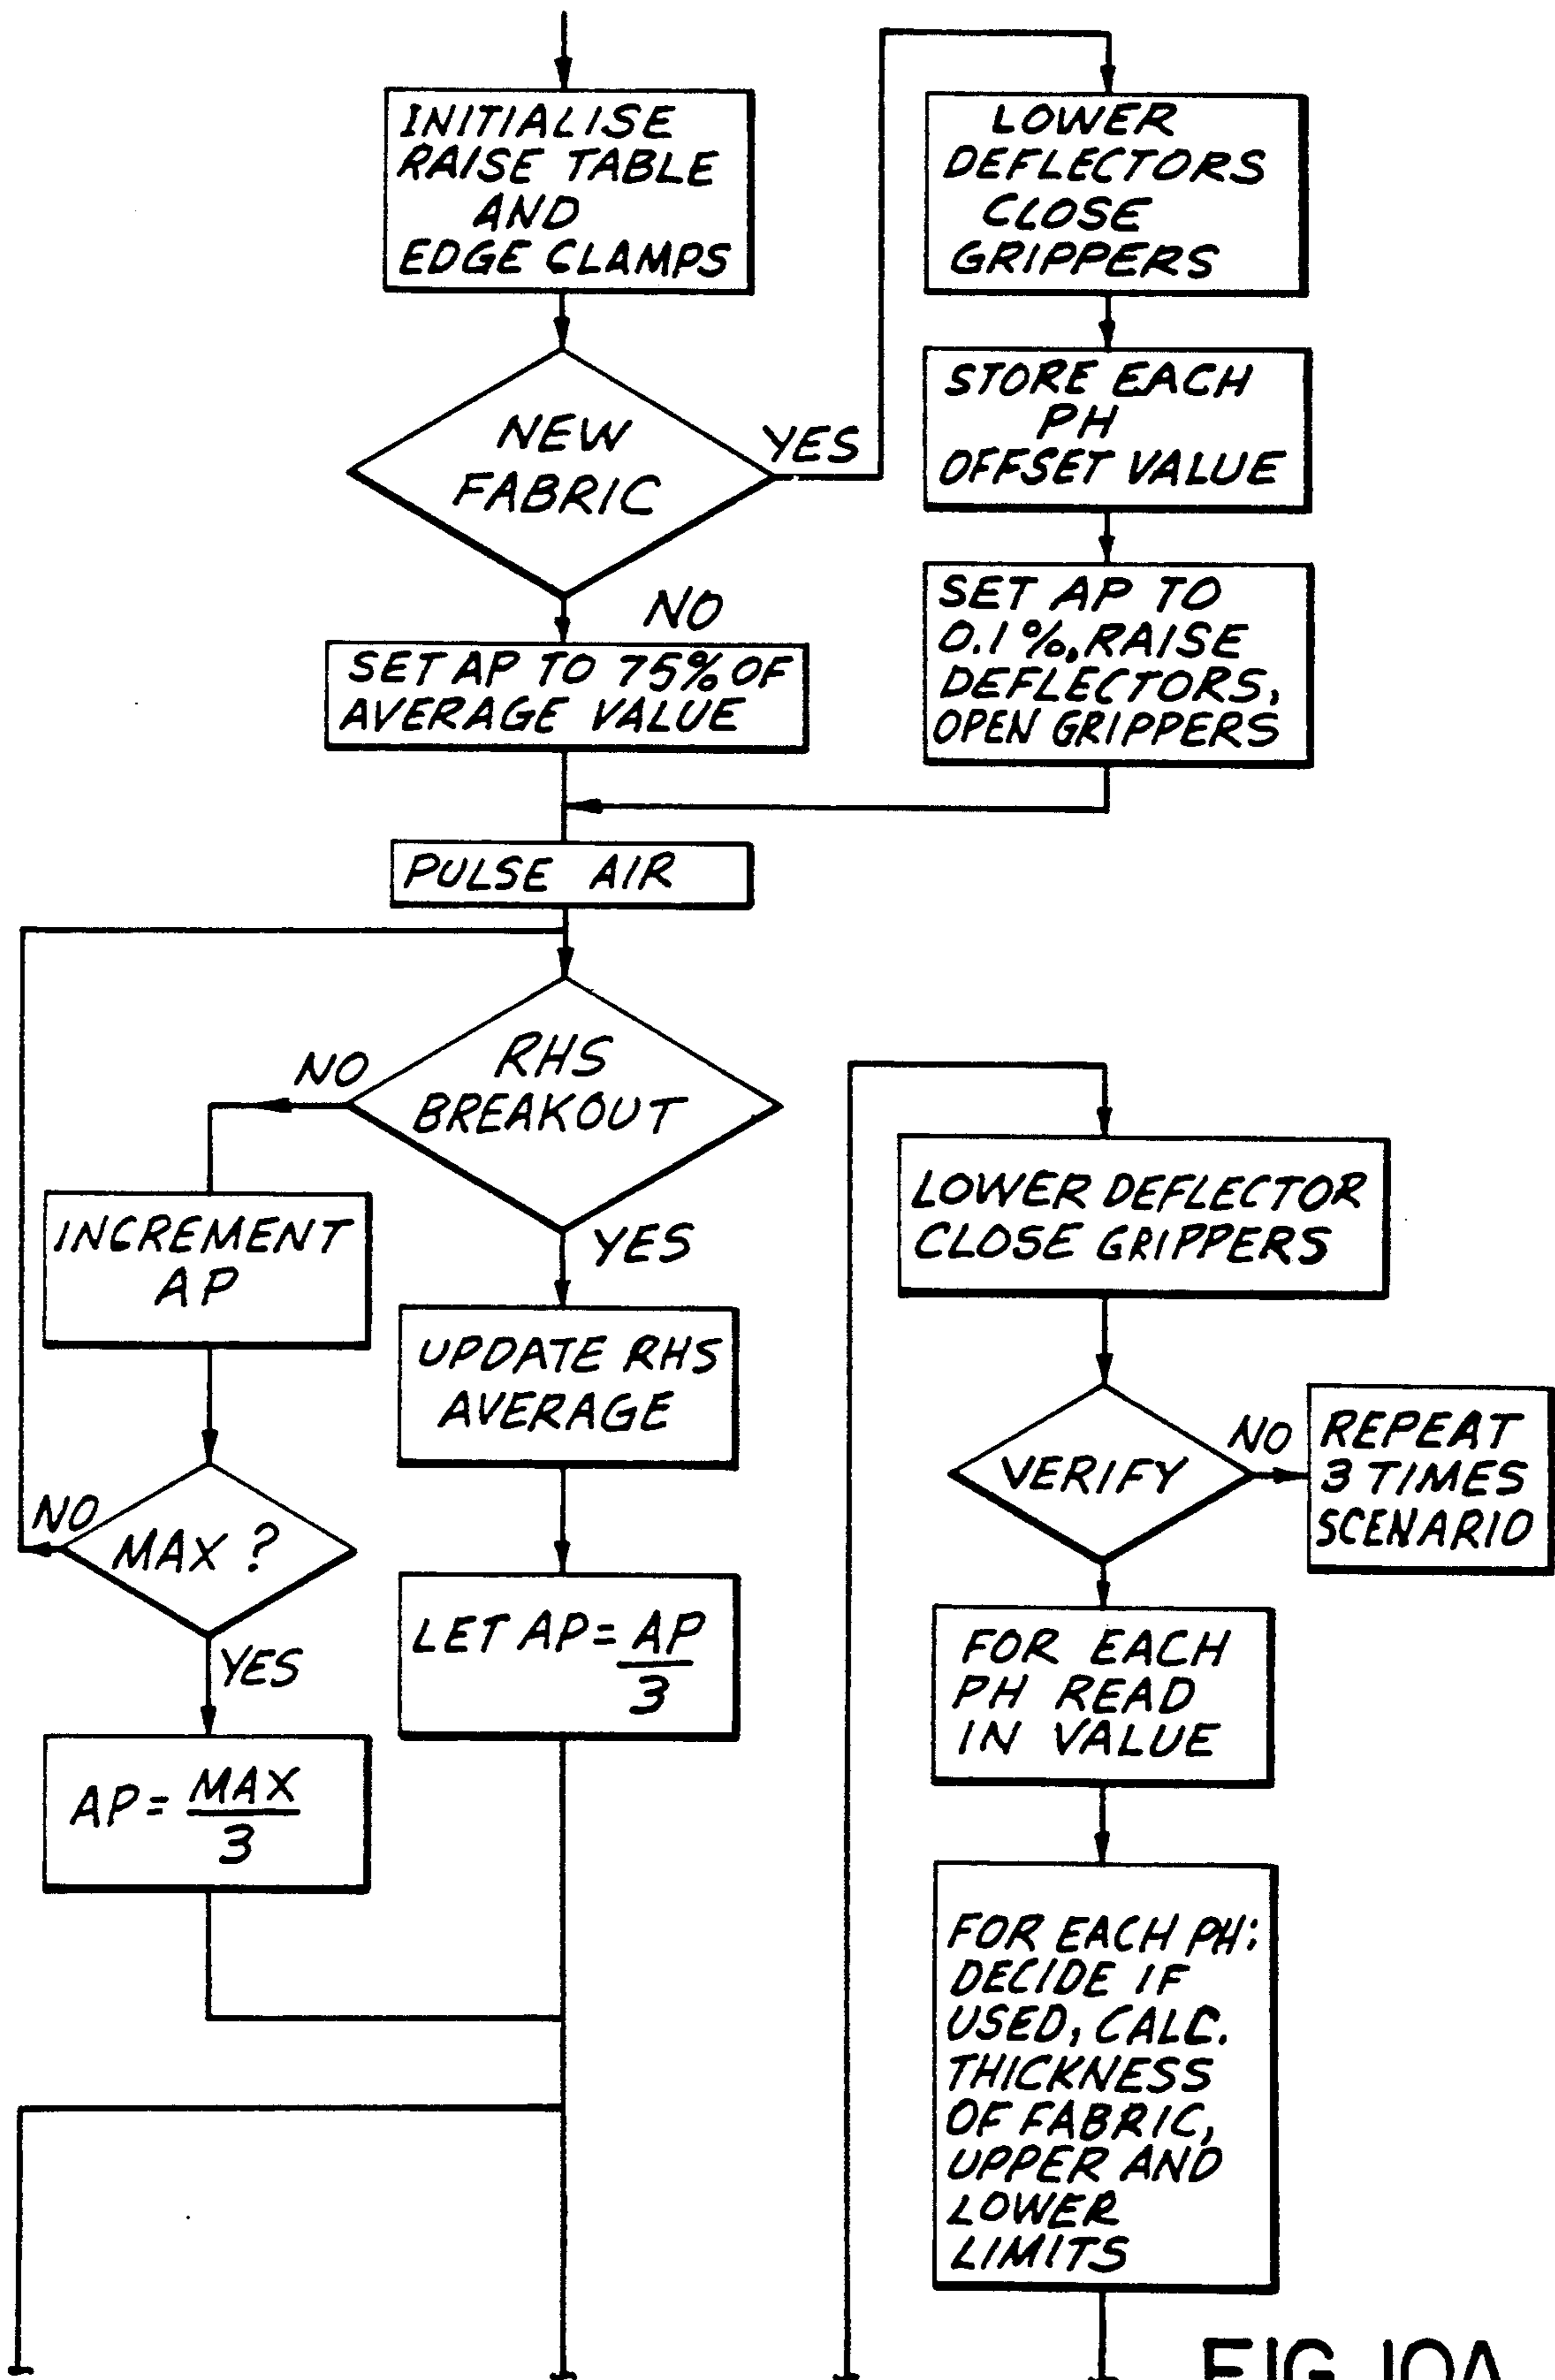 INITIALISE
RAISE TABLE
AND
EDGE CLAMPS
NEW
FABRIC
YES
NO
LOWER
DEFLECTORS
CLOSE
GRIPPERS
STORE EACH
PH
OFFSET VALUE
SET AP TO
0.1%, RAISE
DEFLECTORS,
OPEN GRIPPERS
SET AP TO 75% OF
AVERAGE VALUE
PULSE AIR
RHS
BREAKOUT
NO
YES
INCREMENT
AP
MAX ?
NO
YES
AP = MAX
3
UPDATE RHS
AVERAGE
LET AP = AP
3
LOWER DEFLECTOR
CLOSE GRIPPERS
VERIFY
NO
REPEAT
3 TIMES
SCENARIO
FOR EACH
PH READ
IN VALUE
FOR EACH PH:
DECIDE IF
USED, CALC.
THICKNESS
OF FABRIC,
UPPER AND
LOWER
LIMITS
FIG. 10A